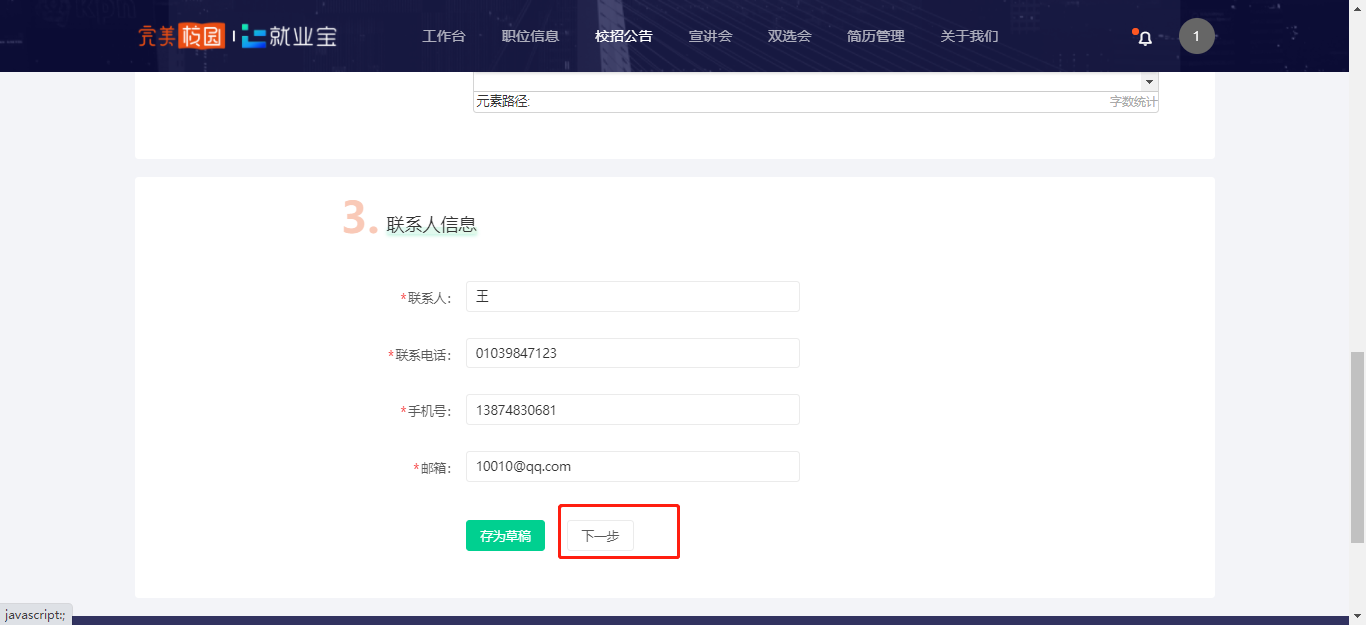 完美校园 就业宝 工作台 职位信息 校招公告 宣讲会 双选会 简历管理 关于我们 1
元素路径: 字数统计
3. 联系人信息
*联系人: 王
*联系电话: 01039847123
*手机号: 13874830681
*邮箱: 10010@qq.com
存为草稿 下一步
javascript:;